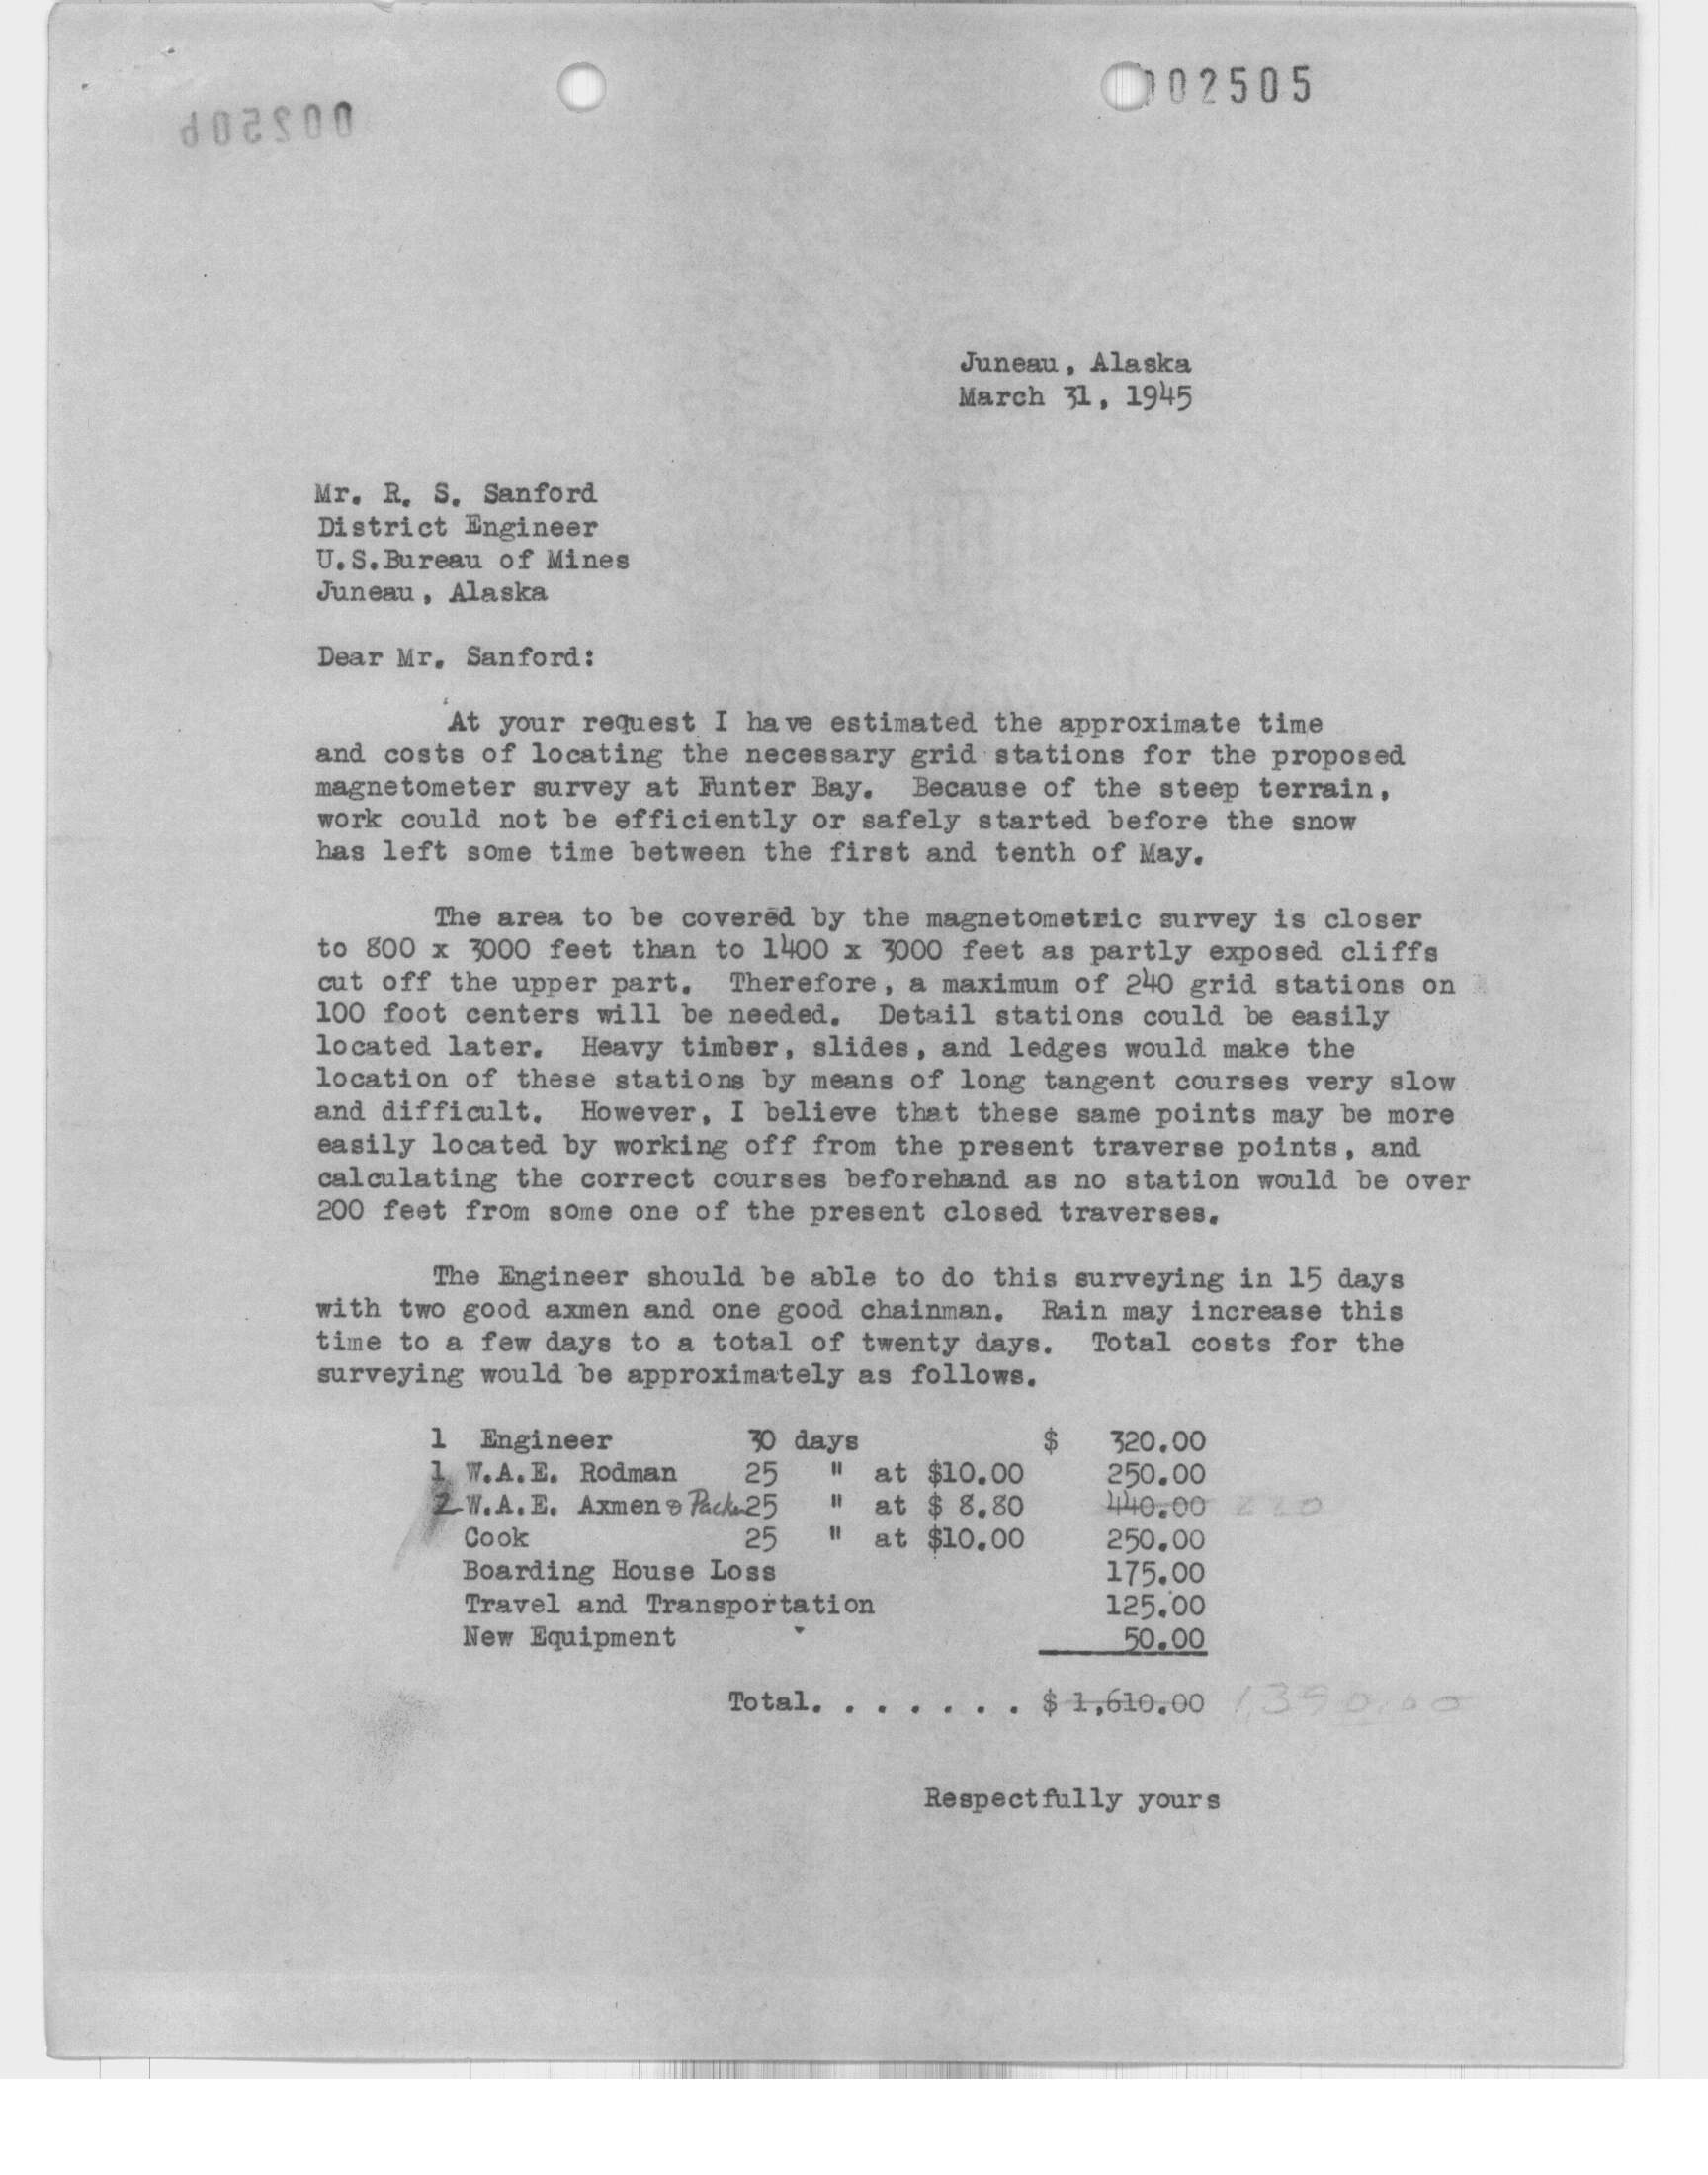 002505
002506
Juneau, Alaska
March 31, 1945
Mr. R. S. Sanford
District Engineer
U.S.Bureau of Mines
Juneau, Alaska
Dear Mr. Sanford:
At your request I have estimated the approximate time
and costs of locating the necessary grid stations for the proposed
magnetometer survey at Funter Bay. Because of the steep terrain,
work could not be efficiently or safely started before the snow
has left some time between the first and tenth of May.
The area to be covered by the magnetometric survey is closer
to 800 x 3000 feet than to 1400 x 3000 feet as partly exposed cliffs
cut off the upper part. Therefore, a maximum of 240 grid stations on
100 foot centers will be needed. Detail stations could be easily
located later. Heavy timber, slides, and ledges would make the
location of these stations by means of long tangent courses very slow
and difficult. However, I believe that these same points may be more
easily located by working off from the present traverse points, and
calculating the correct courses beforehand as no station would be over
200 feet from some one of the present closed traverses.
The Engineer should be able to do this surveying in 15 days
with two good axmen and one good chainman. Rain may increase this
time to a few days to a total of twenty days. Total costs for the
surveying would be approximately as follows.
1 Engineer 30 days $ 320.00
1 W.A.E. Rodman 25 " at $10.00 250.00
2 W.A.E. Axmen & Packer 25 " at $ 8.80 440.00 220
Cook 25 " at $10.00 250.00
Boarding House Loss 175.00
Travel and Transportation 125.00
New Equipment 50.00
Total. . . . . . . $ 1,610.00 1,390.00
Respectfully yours